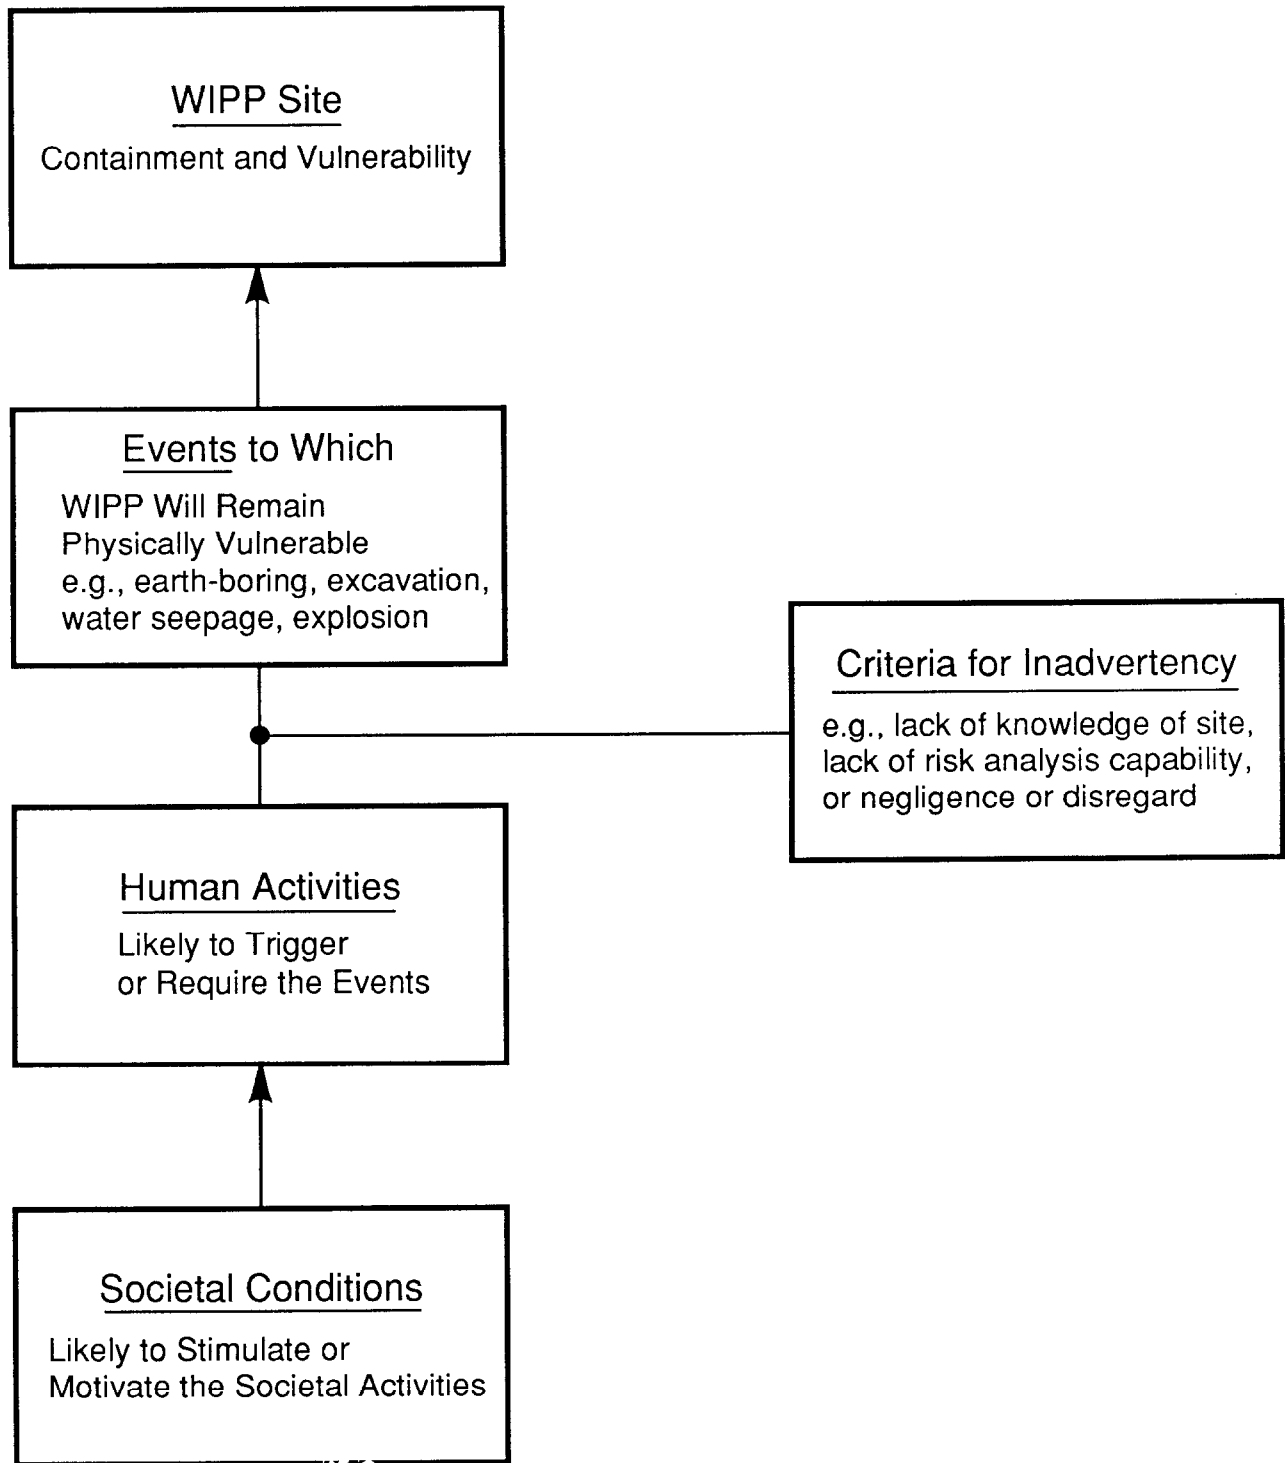 WIPP Site
Containment and Vulnerability
Events to Which
WIPP Will Remain
Physically Vulnerable
e.g., earth-boring, excavation,
water seepage, explosion
Criteria for Inadvertency
e.g., lack of knowledge of site,
lack of risk analysis capability,
or negligence or disregard
Human Activities
Likely to Trigger
or Require the Events
Societal Conditions
Likely to Stimulate or
Motivate the Societal Activities